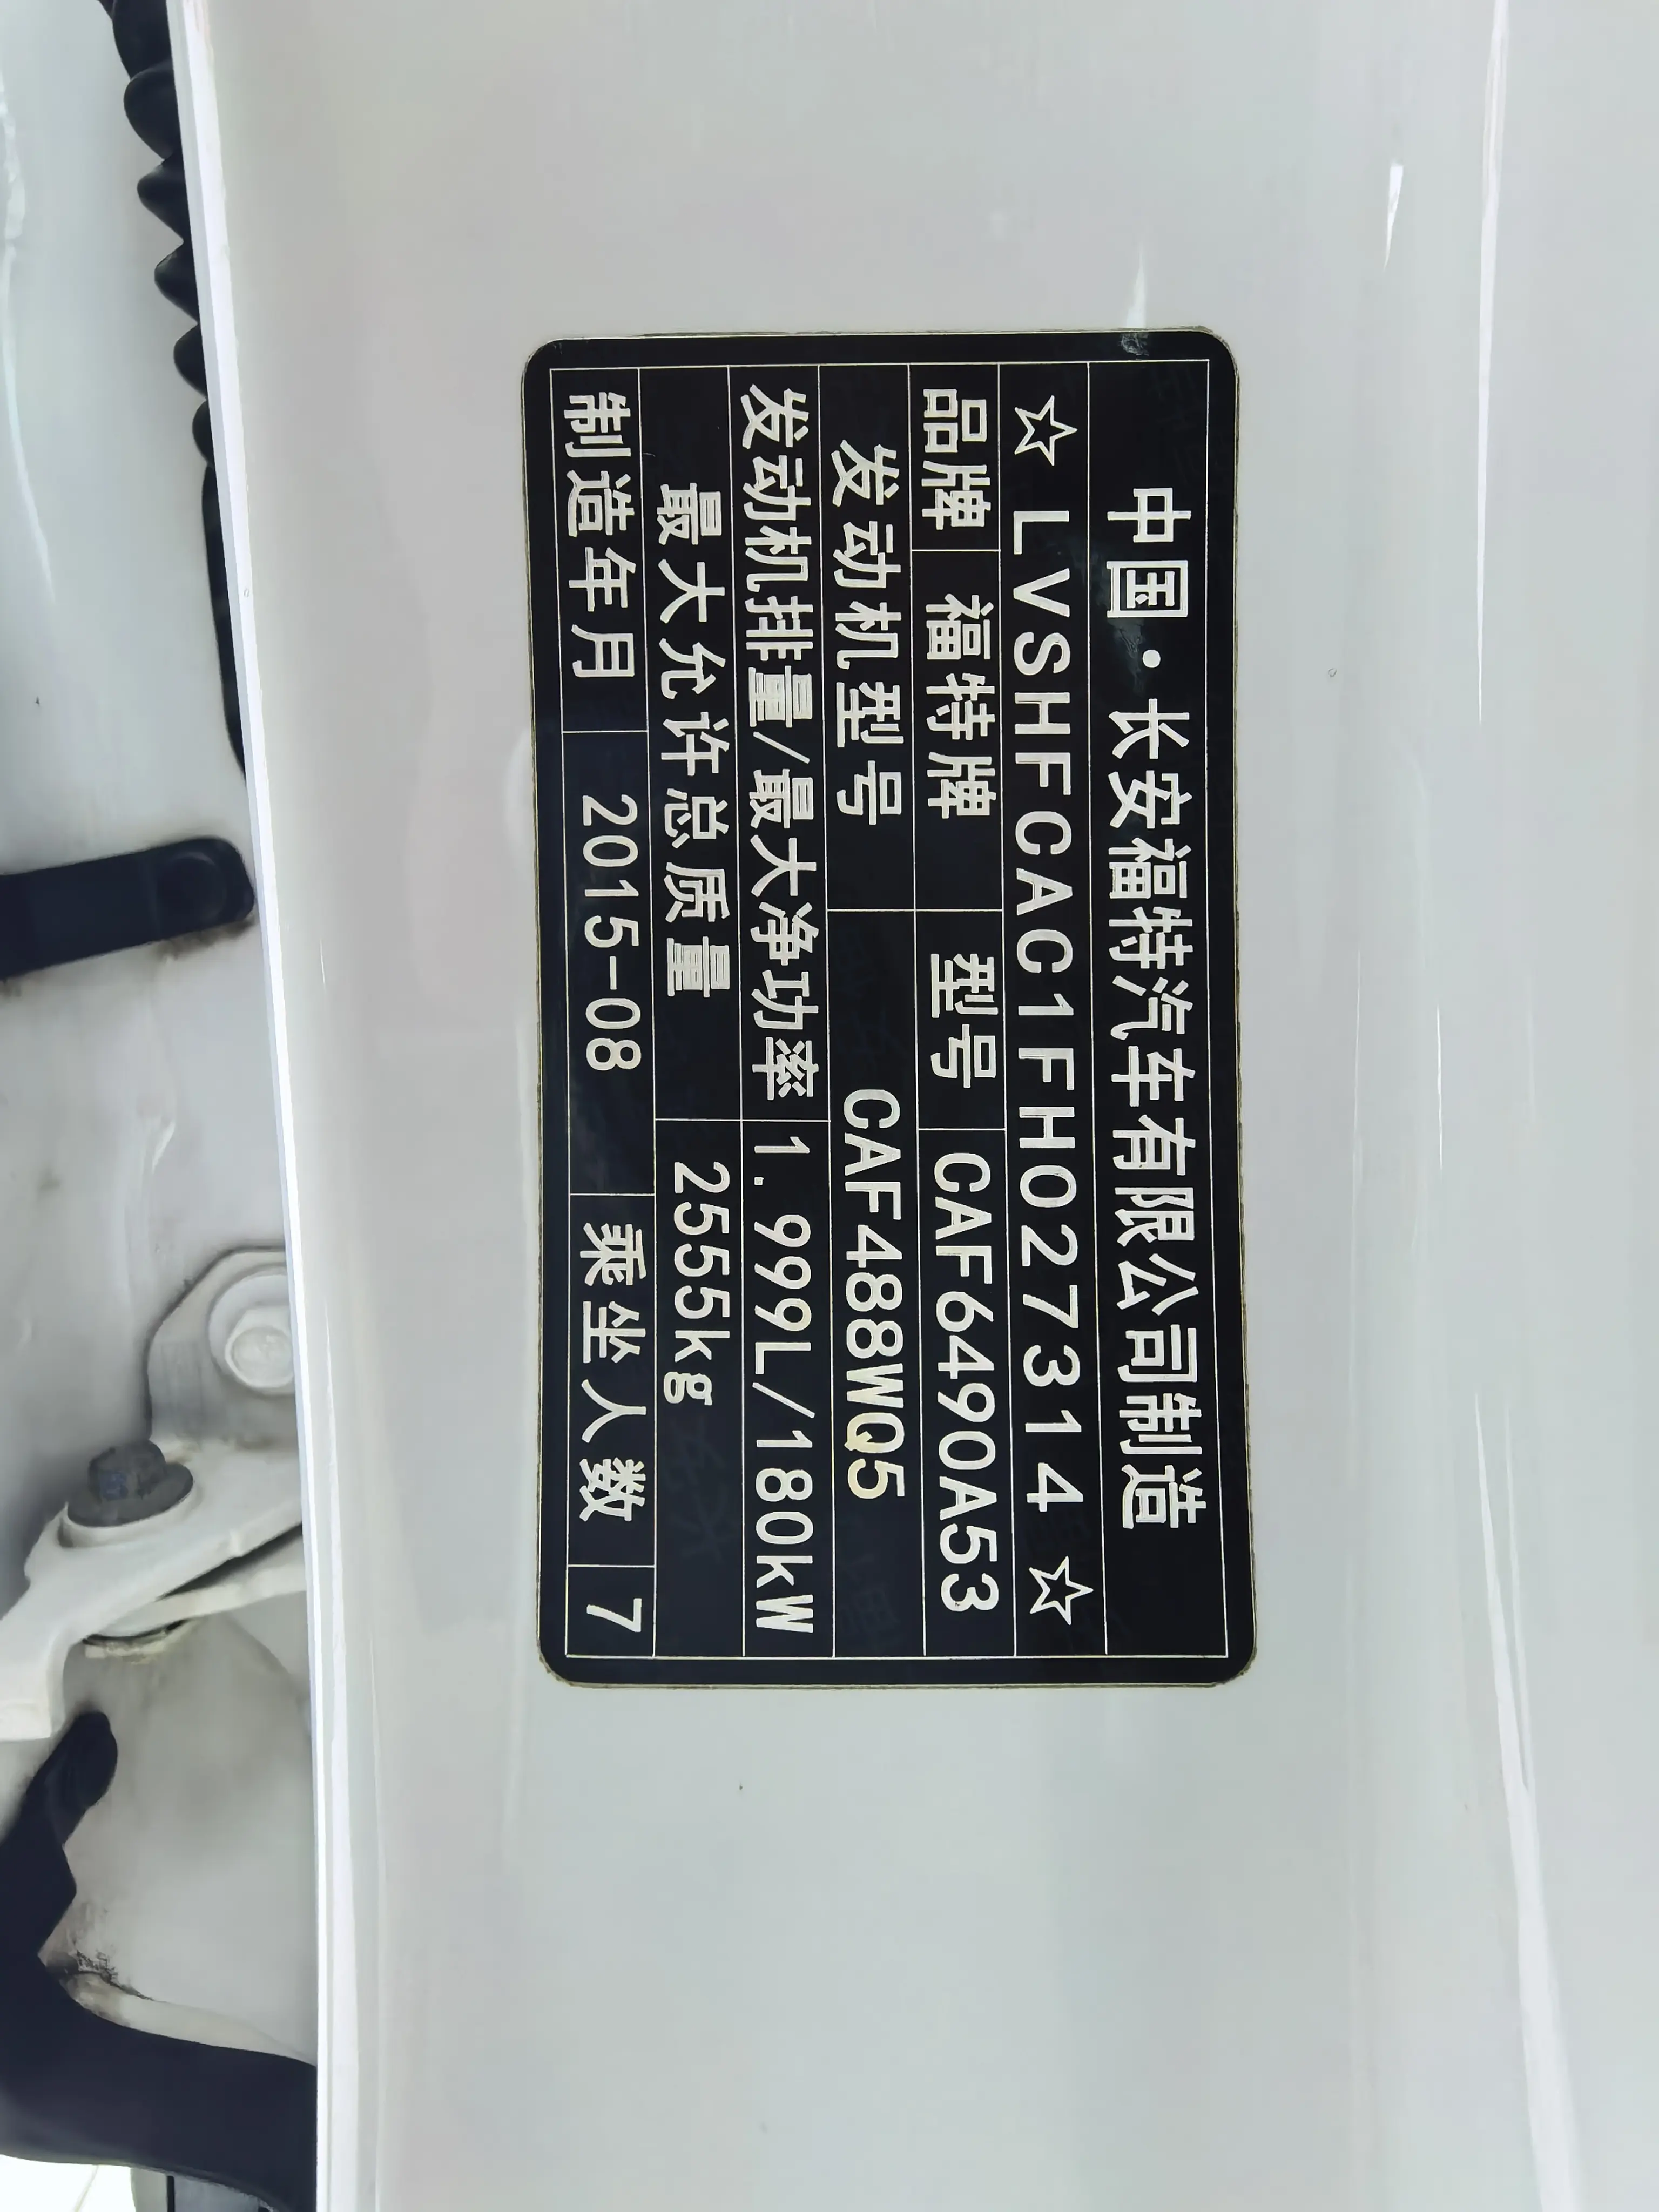 中国·长安福特汽车有限公司制造
☆ LVSHFCAC1FH027314 ☆
品牌 福特牌 型号 CAF6490A53
发动机型号 CAF488WQ5
发动机排量/最大净功率 1.999L/180kW
最大允许总质量 2555kg
制造年月 2015-08 乘坐人数 7